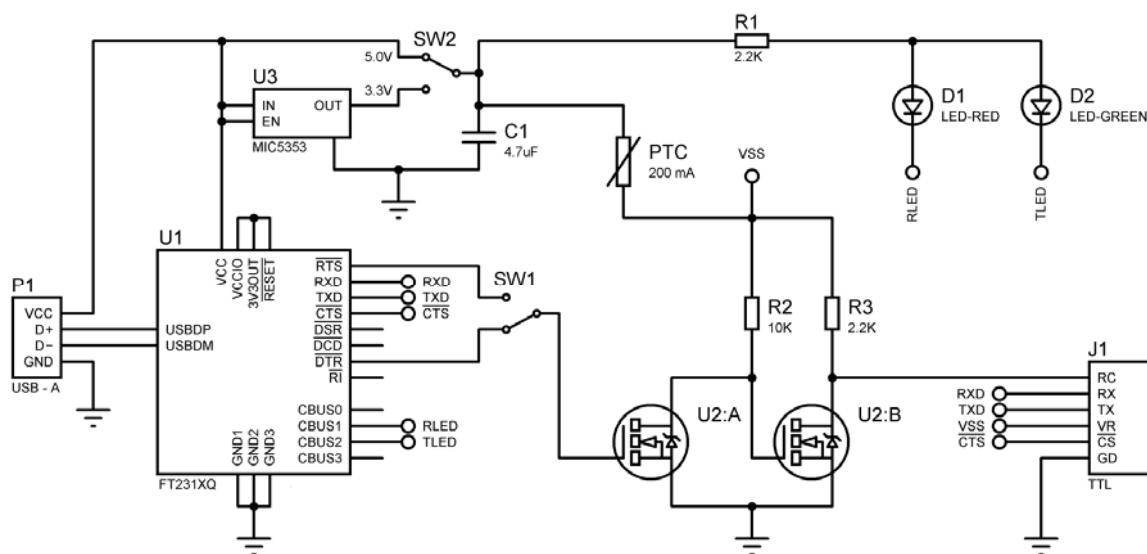 R1
2.2K
SW2
5.0V
3.3V
U3
IN
EN
OUT
MIC5353
C1
4.7uF
PTC
200 mA
VSS
D1
LED-RED
D2
LED-GREEN
RLED
TLED
U1
VCC
VCCIO
3V3OUT
RESET
P1
VCC
D+
D−
GND
USB - A
USBDP
USBDM
RTS
RXD
TXD
CTS
DSR
DCD
DTR
RI
CBUS0
CBUS1
CBUS2
CBUS3
GND1
GND2
GND3
FT231XQ
RXD
TXD
CTS
RLED
TLED
SW1
R2
10K
R3
2.2K
U2:A
U2:B
J1
RXD
TXD
VSS
CTS
RC
RX
TX
VR
CS
GD
TTL